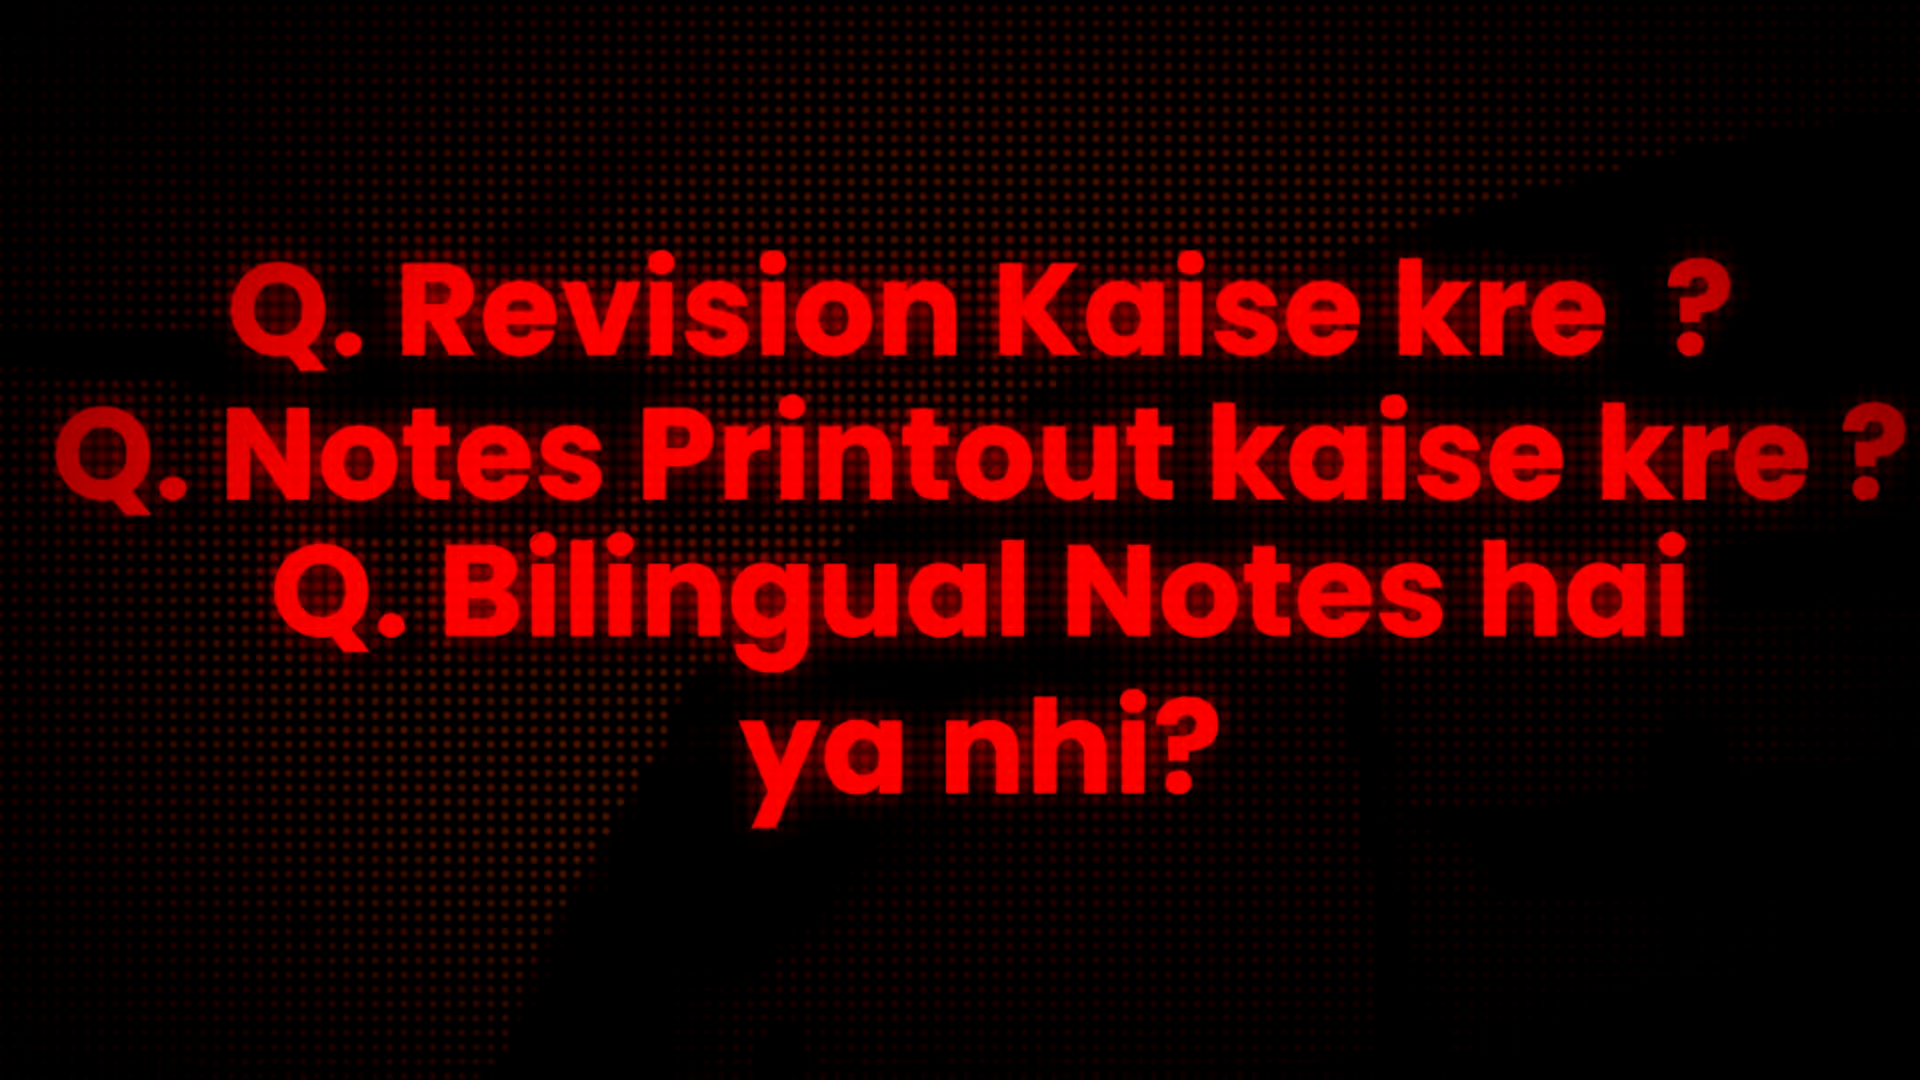 Q. Revision Kaise kre ?
Q. Notes Printout kaise kre ?
Q. Bilingual Notes hai
ya nhi?